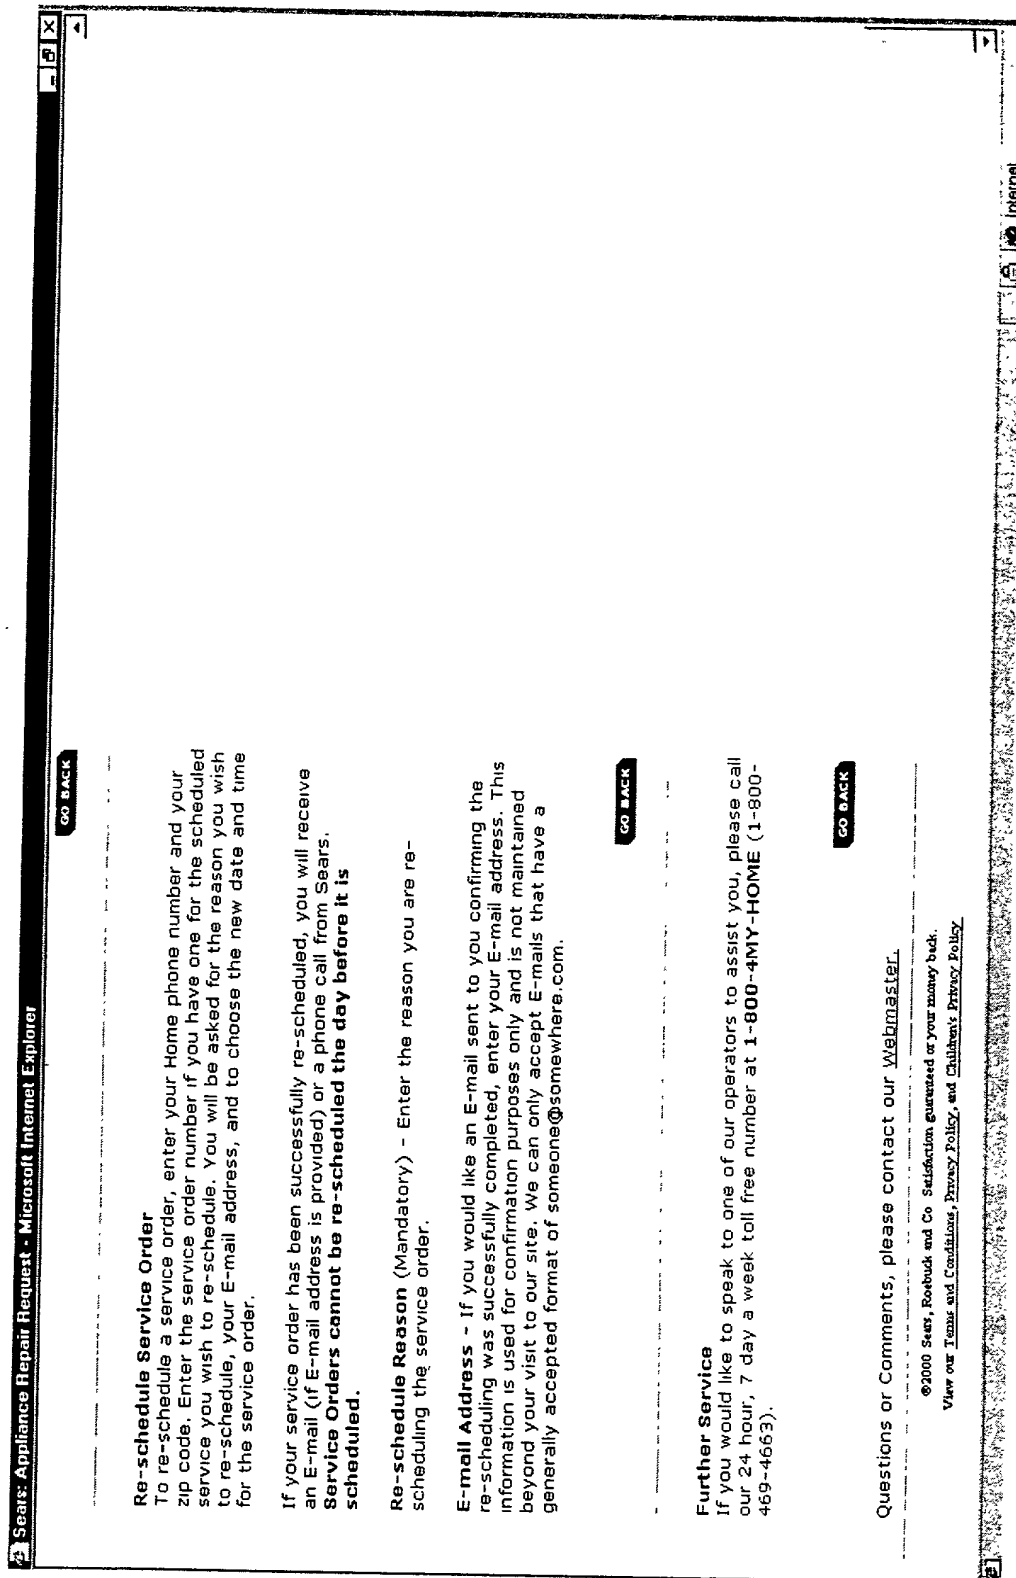 Sears: Appliance Repair Request - Microsoft Internet Explorer
GO BACK
Re-schedule Service Order
To re-schedule a service order, enter your Home phone number and your
zip code. Enter the service order number if you have one for the scheduled
service you wish to re-schedule. You will be asked for the reason you wish
to re-schedule, your E-mail address, and to choose the new date and time
for the service order.
If your service order has been successfully re-scheduled, you will receive
an E-mail (if E-mail address is provided) or a phone call from Sears.
Service Orders cannot be re-scheduled the day before it is
scheduled.
Re-schedule Reason (Mandatory) - Enter the reason you are re-
scheduling the service order.
E-mail Address - If you would like an E-mail sent to you confirming the
re-scheduling was successfully completed, enter your E-mail address. This
information is used for confirmation purposes only and is not maintained
beyond your visit to our site. We can only accept E-mails that have a
generally accepted format of someone@somewhere.com.
GO BACK
Further Service
If you would like to speak to one of our operators to assist you, please call
our 24 hour, 7 day a week toll free number at 1-800-4MY-HOME (1-800-
469-4663).
GO BACK
Questions or Comments, please contact our Webmaster.
©2000 Sears, Roebuck and Co Satisfaction guaranteed or your money back.
View our Terms and Conditions, Privacy Policy, and Children's Privacy Policy
Internet